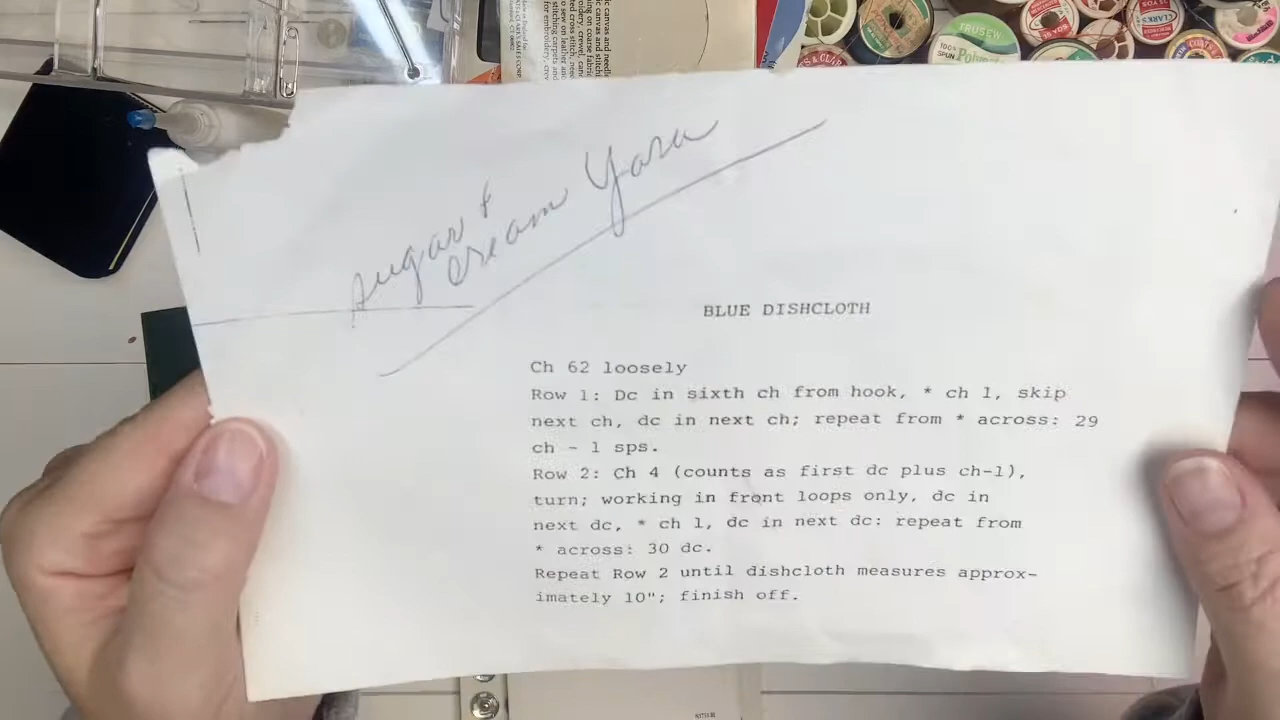 Sugar &
Cream Yarn
BLUE DISHCLOTH
Ch 62 loosely
Row 1: Dc in sixth ch from hook, * ch 1, skip
next ch, dc in next ch; repeat from * across: 29
ch - 1 sps.
Row 2: Ch 4 (counts as first dc plus ch-1),
turn; working in front loops only, dc in
next dc, * ch 1, dc in next dc: repeat from
* across: 30 dc.
Repeat Row 2 until dishcloth measures approx-
imately 10"; finish off.
TRUSEW
100%
SPUN